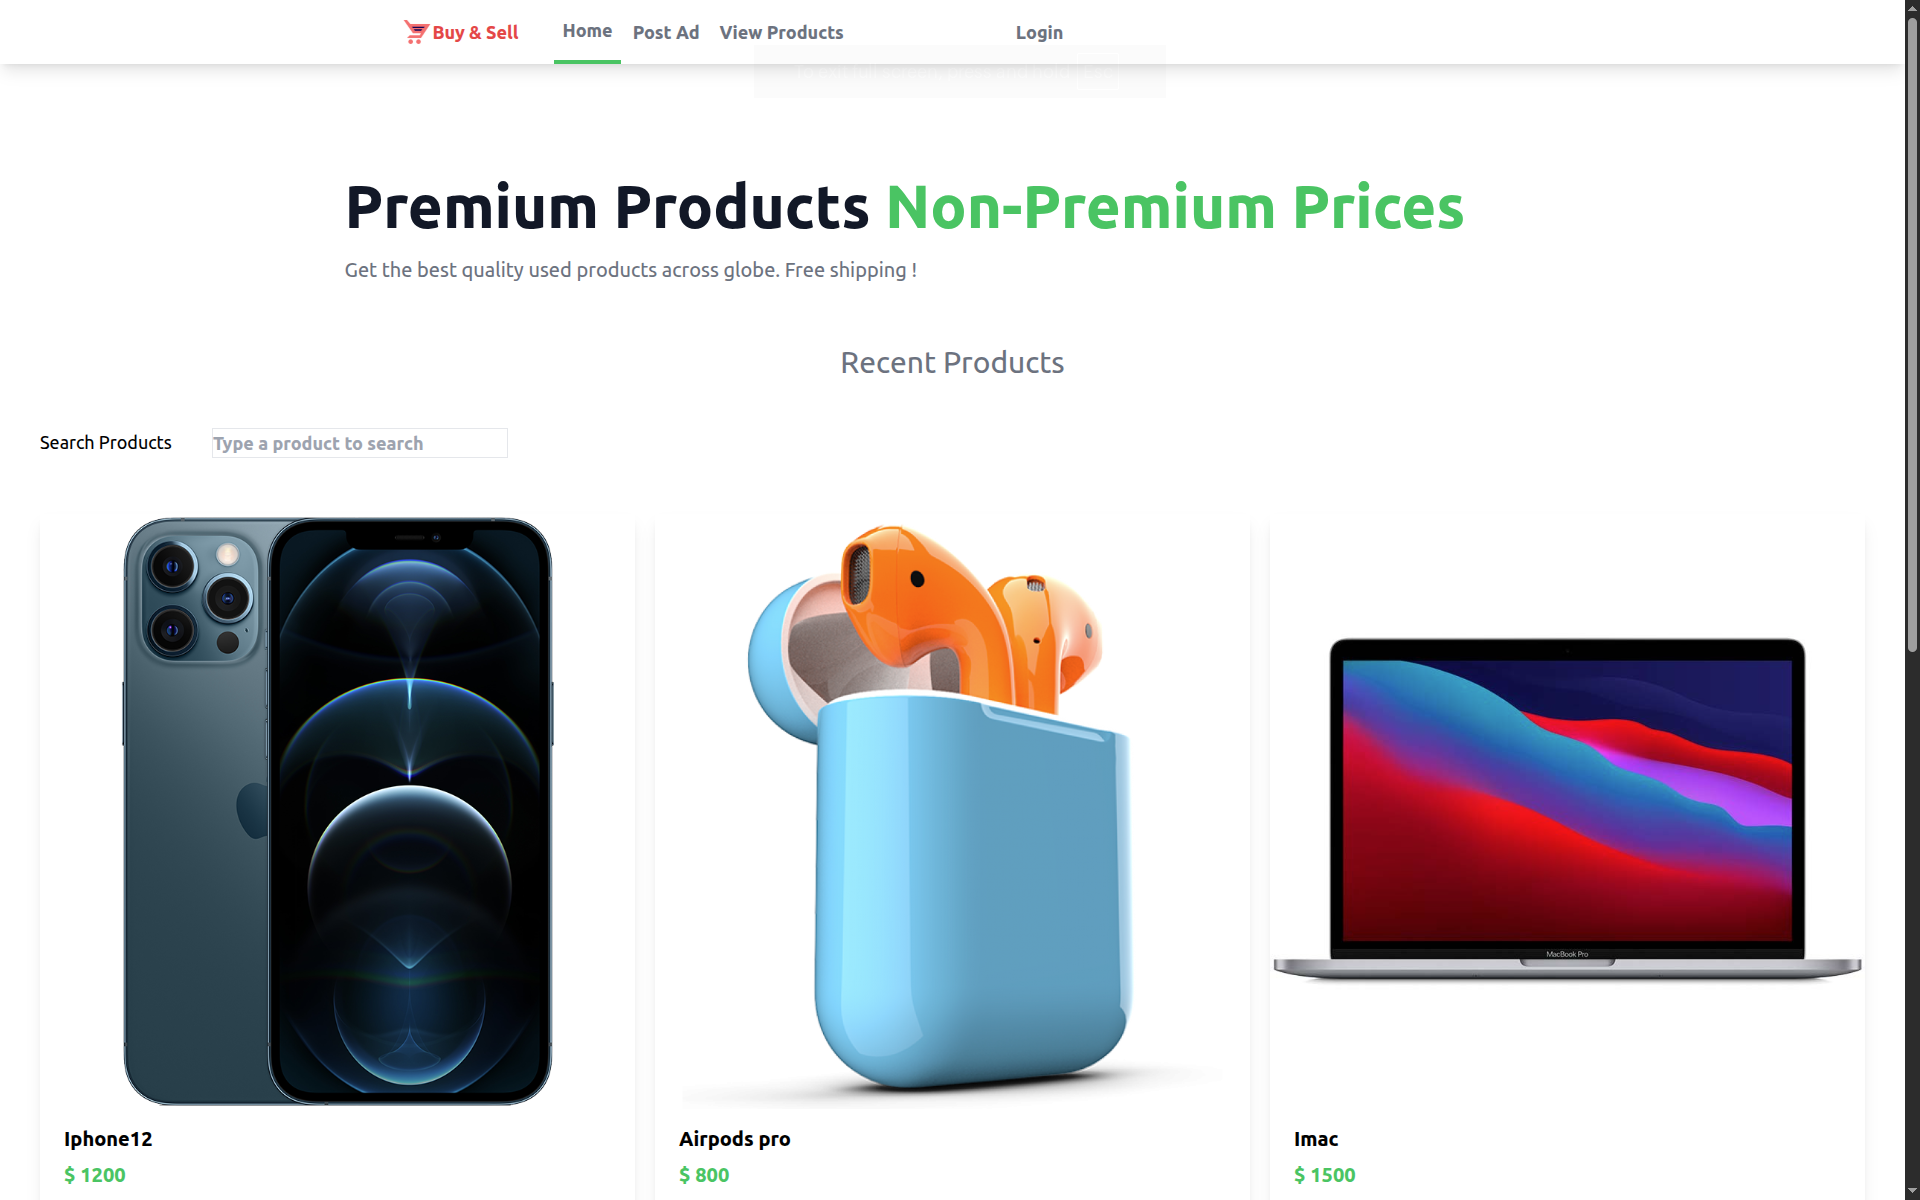 Buy & Sell
Home
Post Ad
View Products
Login
Premium Products Non-Premium Prices
Get the best quality used products across globe. Free shipping !
Recent Products
Search Products
Type a product to search
MacBook Pro
Iphone12
Airpods pro
Imac
$ 1200
$ 800
$ 1500